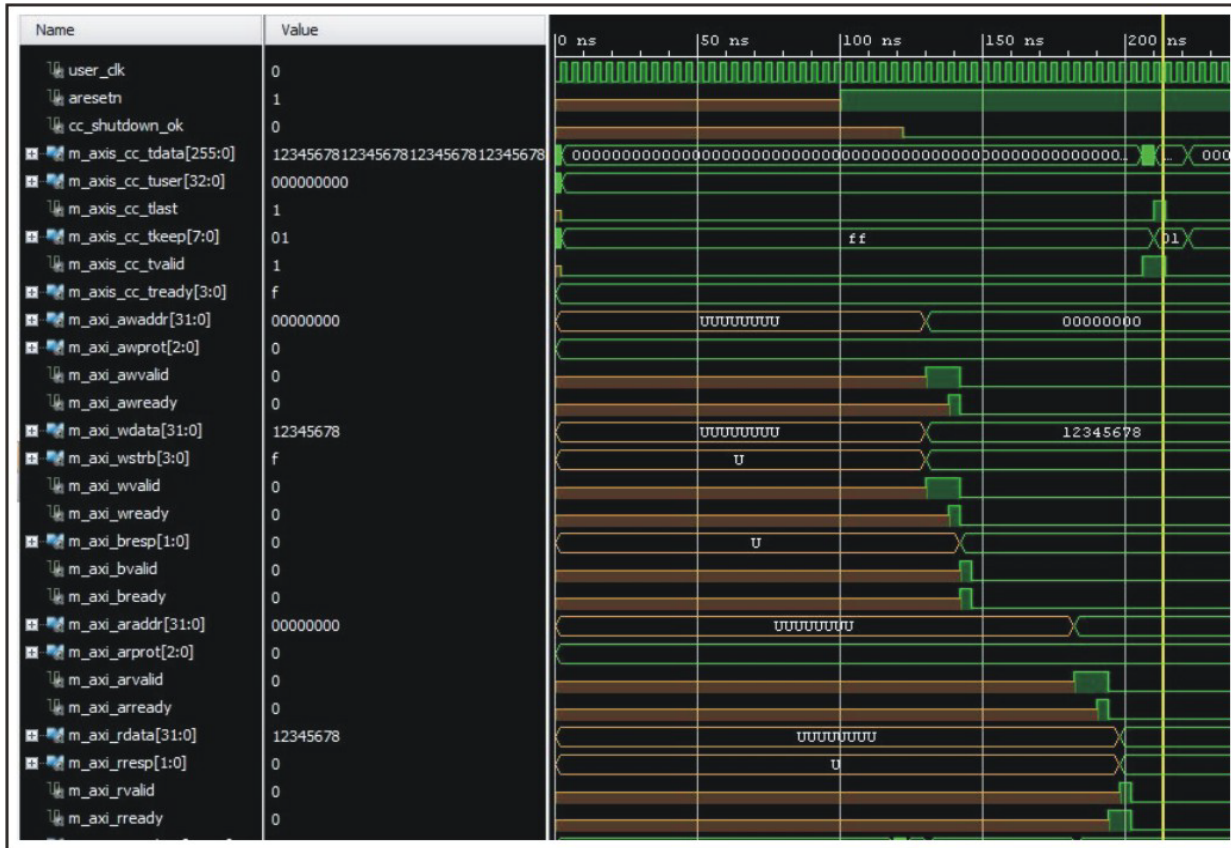 Name Value
0 ns 50 ns 100 ns 150 ns 200 ns
user_clk 0
aresetn 1
cc_shutdown_ok 0
m_axis_cc_tdata[255:0] 12345678123456781234567812345678 ... 000
m_axis_cc_tuser[32:0] 000000000
m_axis_cc_tlast 1
m_axis_cc_tkeep[7:0] 01 ff 01
m_axis_cc_tvalid 1
m_axis_cc_tready[3:0] f
m_axi_awaddr[31:0] 00000000 UUUUUUUU 00000000
m_axi_awprot[2:0] 0
m_axi_awvalid 0
m_axi_awready 0
m_axi_wdata[31:0] 12345678 UUUUUUUU 12345678
m_axi_wstrb[3:0] f U
m_axi_wvalid 0
m_axi_wready 0
m_axi_bresp[1:0] 0 U
m_axi_bvalid 0
m_axi_bready 0
m_axi_araddr[31:0] 00000000 UUUUUUUU
m_axi_arprot[2:0] 0
m_axi_arvalid 0
m_axi_arready 0
m_axi_rdata[31:0] 12345678 UUUUUUUU
m_axi_rresp[1:0] 0 U
m_axi_rvalid 0
m_axi_rready 0